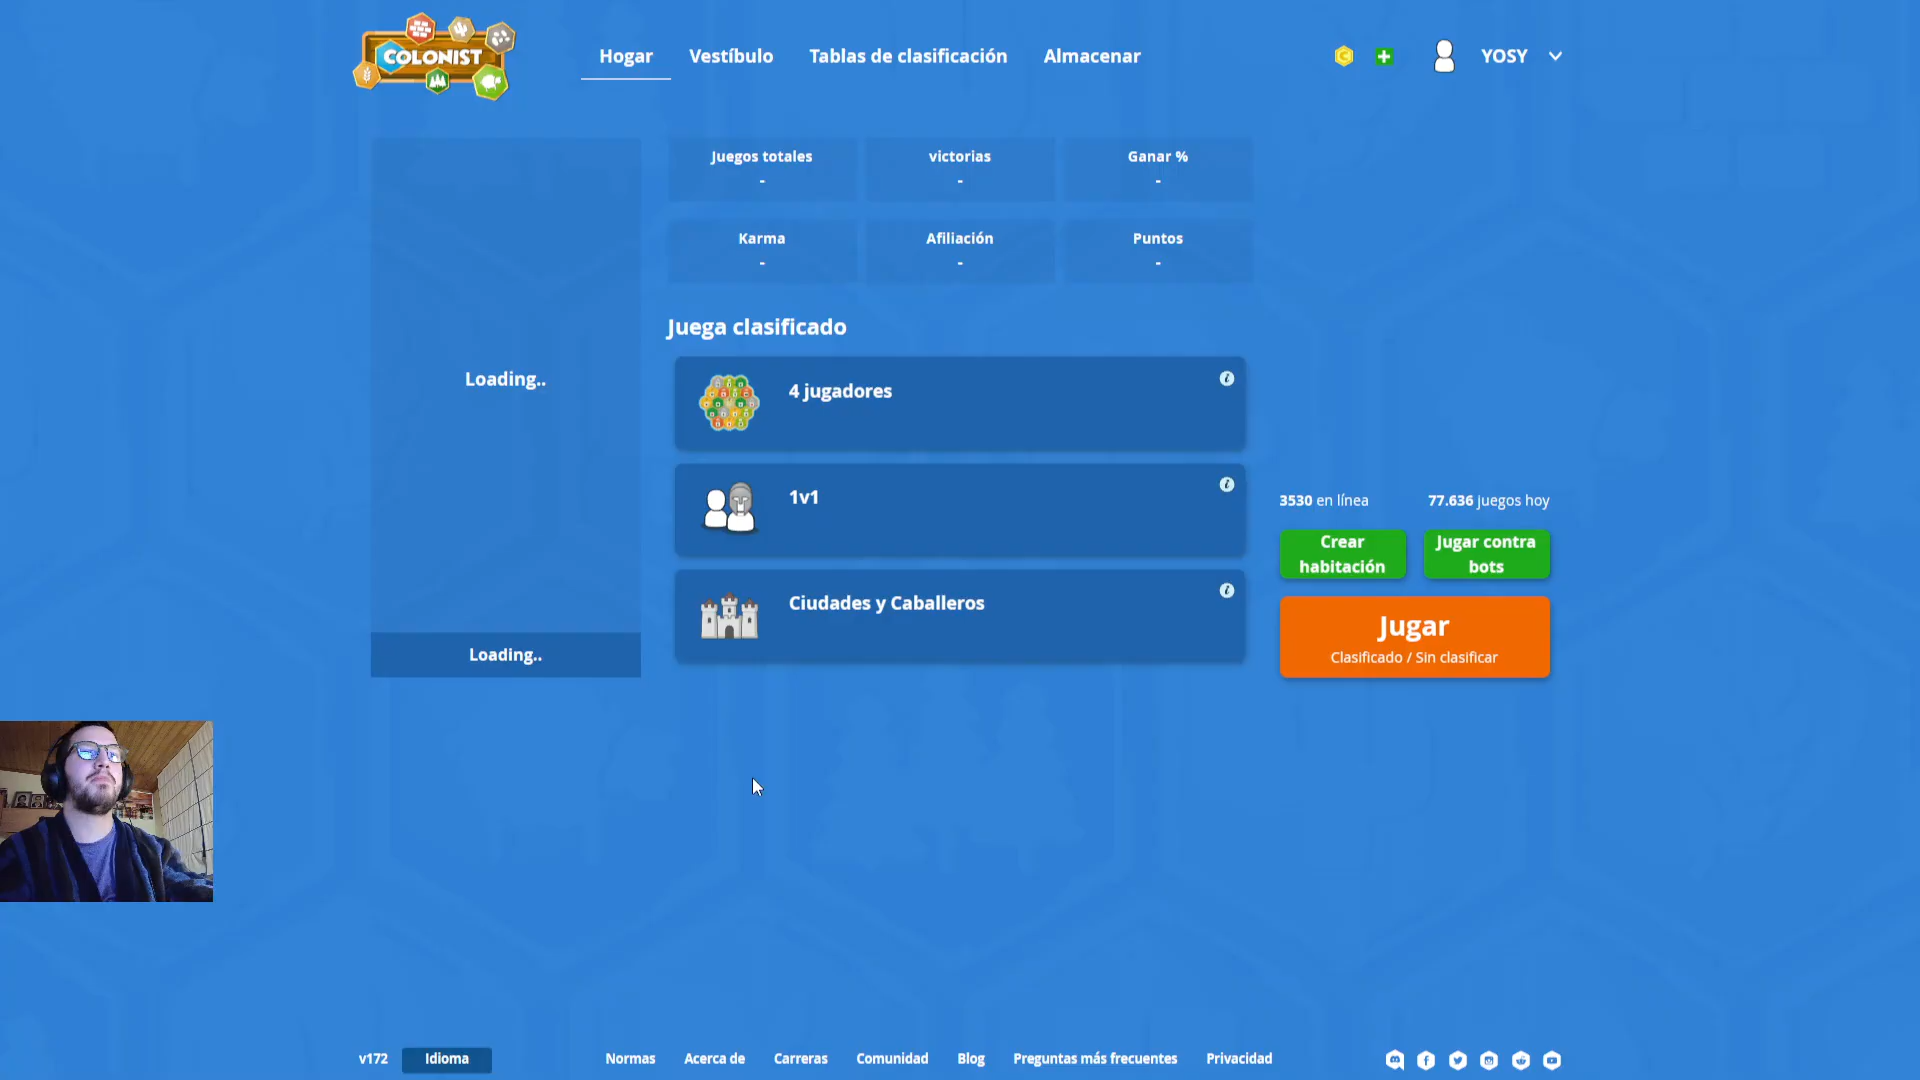 COLONIST
Hogar
Vestíbulo
Tablas de clasificación
Almacenar
YOSY
Juegos totales
-
victorias
-
Ganar %
-
Karma
-
Afiliación
-
Puntos
-
Loading..
Loading..
Juega clasificado
4 jugadores
1v1
Ciudades y Caballeros
3530 en línea
77.636 juegos hoy
Crear
habitación
Jugar contra
bots
Jugar
Clasificado / Sin clasificar
v172
Idioma
Normas
Acerca de
Carreras
Comunidad
Blog
Preguntas más frecuentes
Privacidad